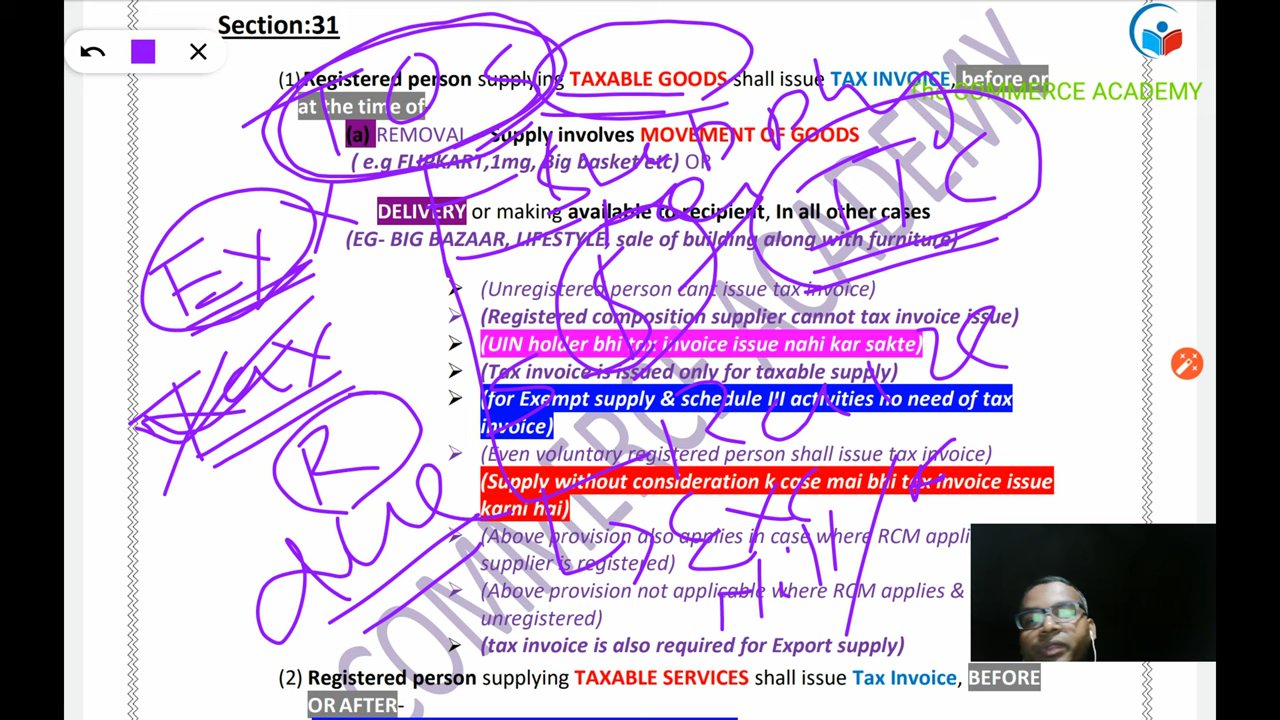 Section:31
(1) Registered person supplying TAXABLE GOODS shall issue TAX INVOICE, before or
at the time of
The COMMERCE ACADEMY
(a) REMOVAL - Supply involves MOVEMENT OF GOODS
( e.g FLIPKART,1mg, Big basket etc) OR
DELIVERY or making available to recipient, In all other cases
(EG- BIG BAZAAR, LIFESTYLE, sale of building along with furniture)
(Unregistered person cant issue tax invoice)
(Registered composition supplier cannot tax invoice issue)
(UIN holder bhi tax invoice issue nahi kar sakte)
(Tax invoice is issued only for taxable supply)
(for Exempt supply & schedule III activities no need of tax
invoice)
(Even voluntary registered person shall issue tax invoice)
(Supply without consideration k case mai bhi tax invoice issue
karni hai)
(Above provision also applies in case where RCM appli
supplier is registered)
(Above provision not applicable where RCM applies &
unregistered)
(tax invoice is also required for Export supply)
(2) Registered person supplying TAXABLE SERVICES shall issue Tax Invoice, BEFORE
OR AFTER-
COMMERCE ACADEMY